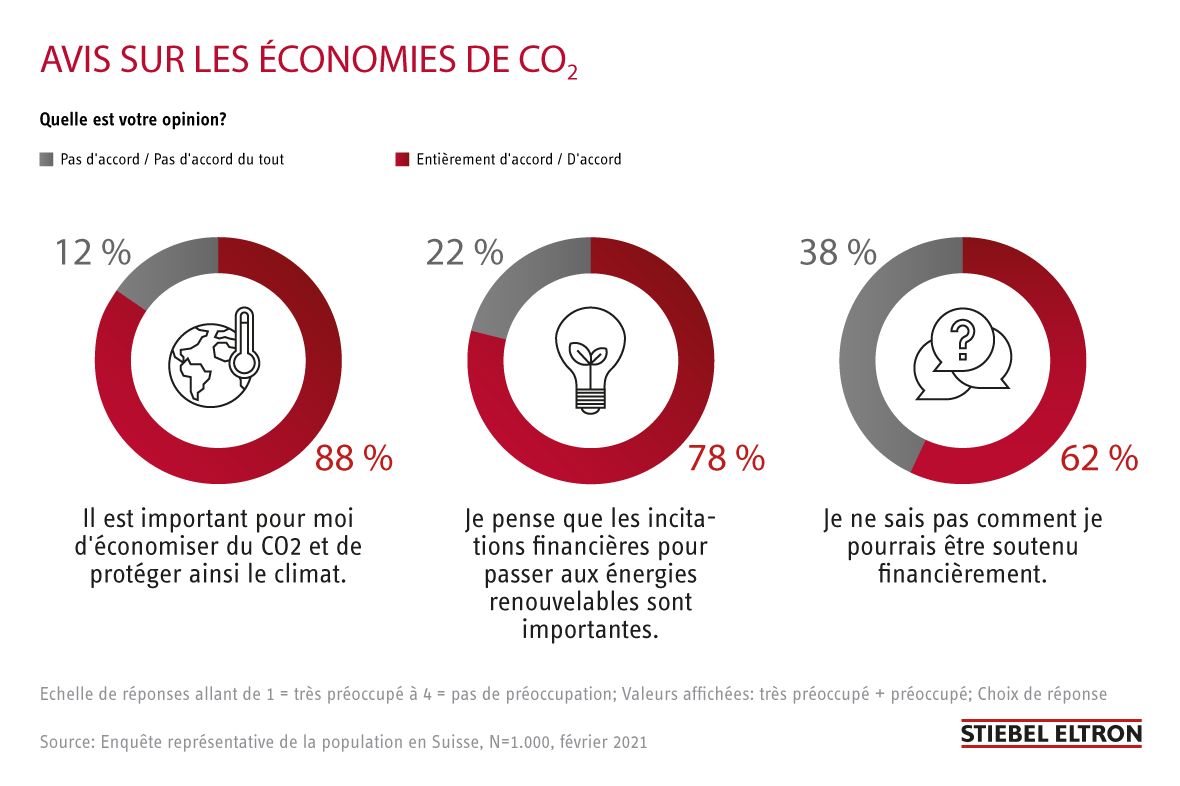 AVIS SUR LES ÉCONOMIES DE CO₂
Quelle est votre opinion?
Pas d'accord / Pas d'accord du tout
Entièrement d'accord / D'accord
12 %
88 %
Il est important pour moi
d'économiser du CO2 et de
protéger ainsi le climat.
22 %
78 %
Je pense que les incita-
tions financières pour
passer aux énergies
renouvelables sont
importantes.
38 %
?
62 %
Je ne sais pas comment je
pourrais être soutenu
financièrement.
Echelle de réponses allant de 1 = très préoccupé à 4 = pas de préoccupation; Valeurs affichées: très préoccupé + préoccupé; Choix de réponse
Source: Enquête représentative de la population en Suisse, N=1.000, février 2021
STIEBEL ELTRON